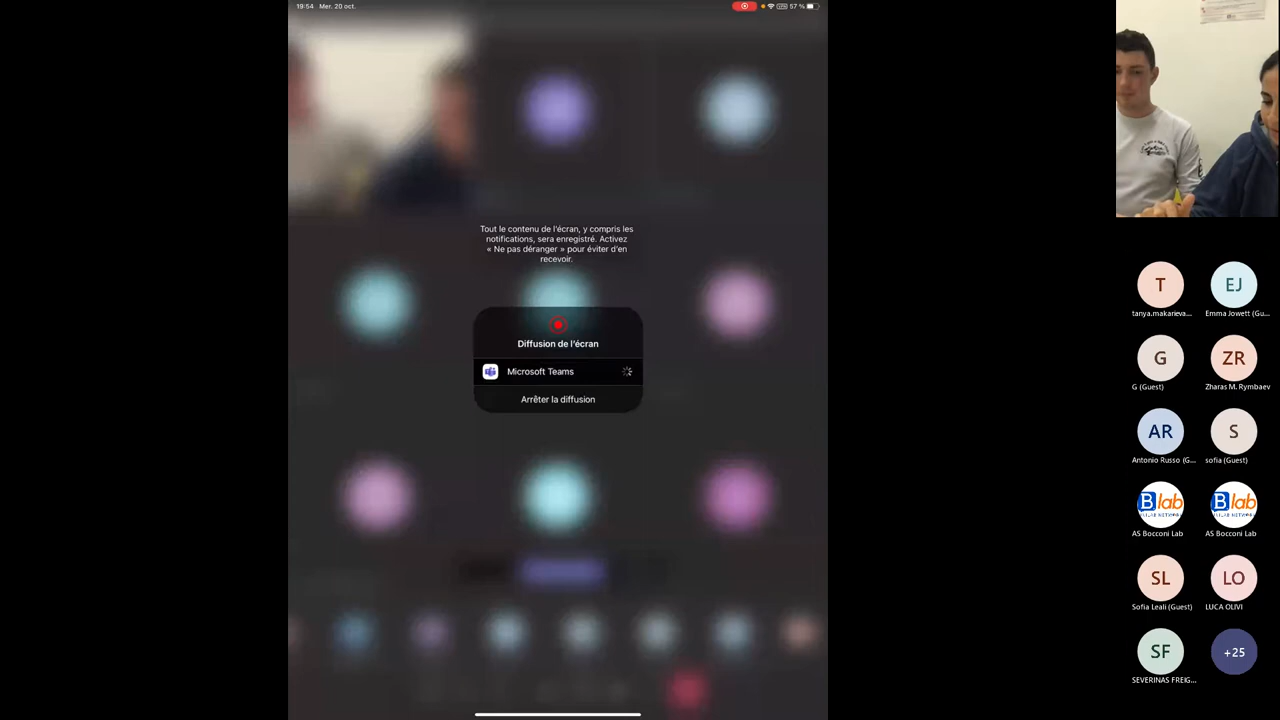 19:54 Mer. 20 oct.
VPN 57 %
Tout le contenu de l'écran, y compris les
notifications, sera enregistré. Activez
« Ne pas déranger » pour éviter d'en
recevoir.
Diffusion de l'écran
Microsoft Teams
Arrêter la diffusion
T
EJ
tanya.makarieva...
Emma Jowett (Gu...
G
ZR
G (Guest)
Zharas M. Rymbaev
AR
S
Antonio Russo (G...
sofia (Guest)
B lab
B lab
AS Bocconi Lab
AS Bocconi Lab
SL
LO
Sofia Leali (Guest)
LUCA OLIVI
SF
+25
SEVERINAS FREIG...